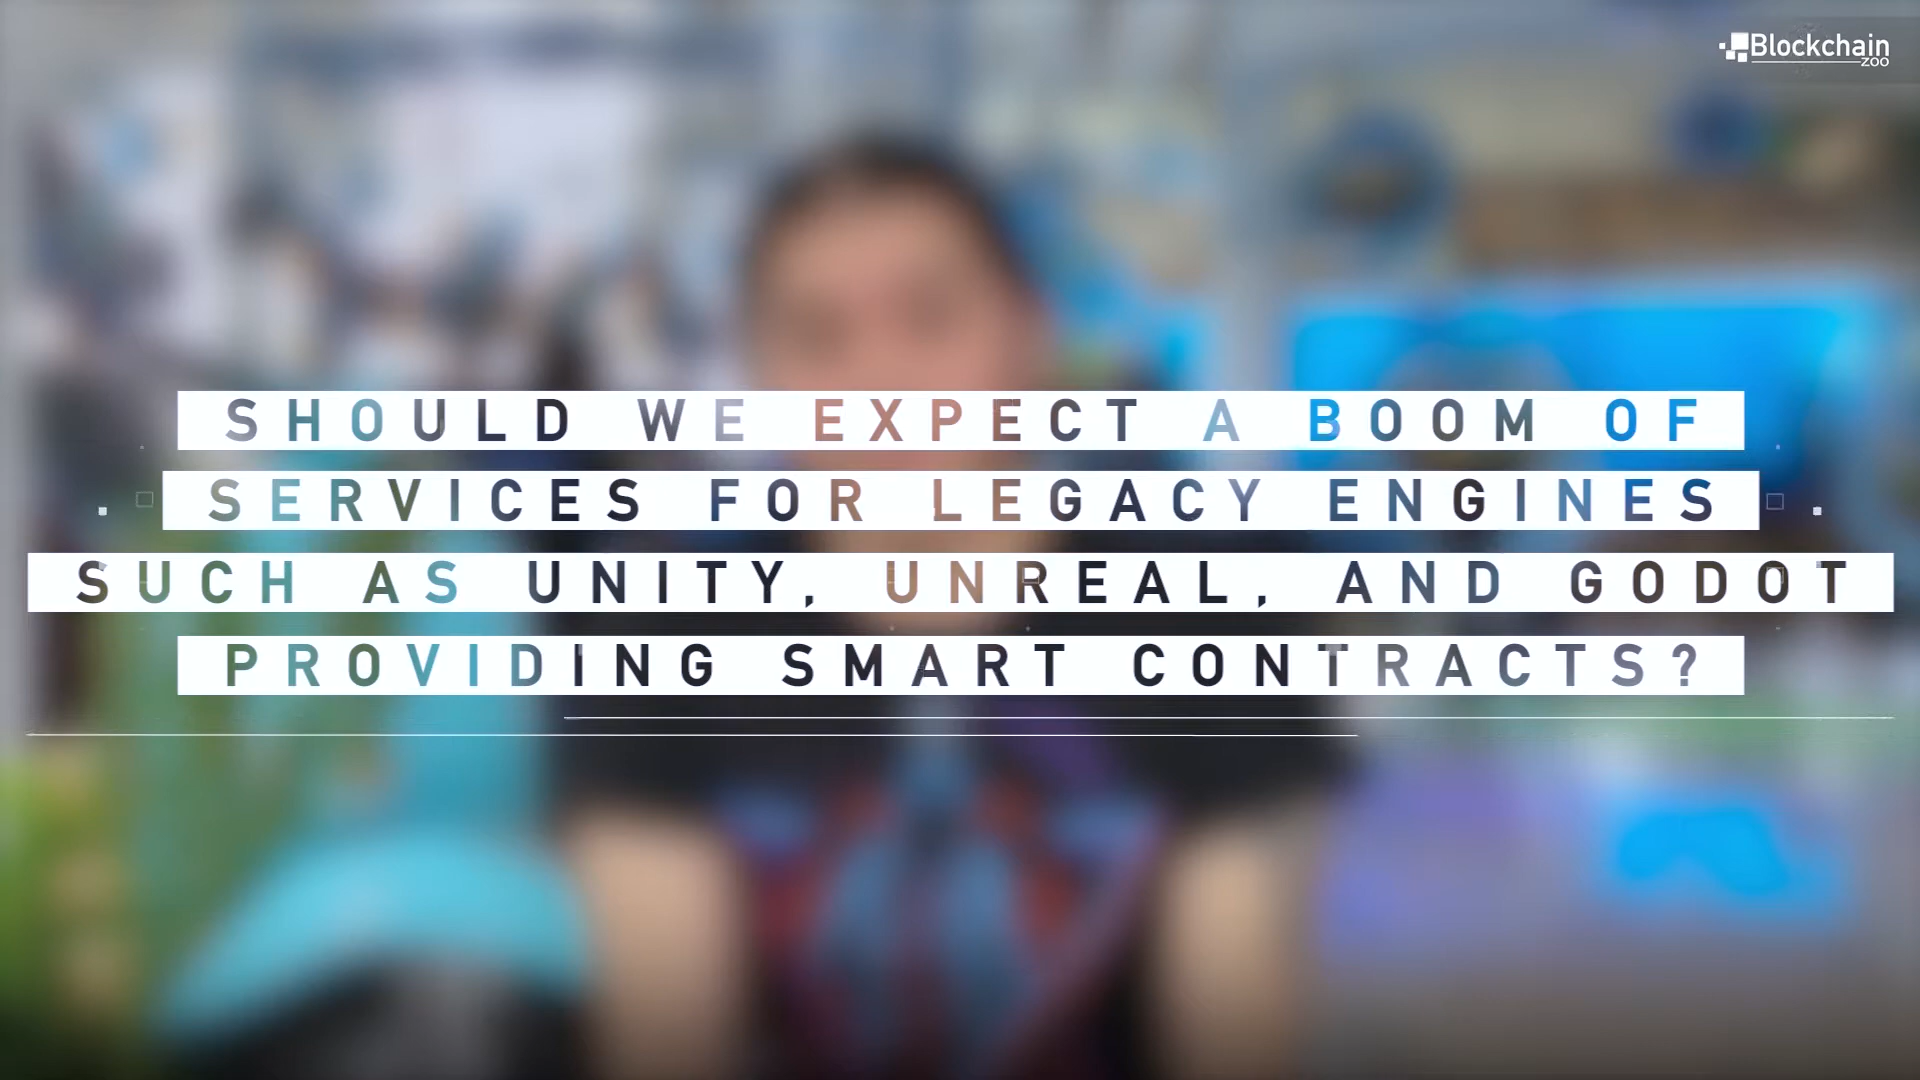 Blockchain
ZOO
SHOULD WE EXPECT A BOOM OF
SERVICES FOR LEGACY ENGINES
SUCH AS UNITY, UNREAL, AND GODOT
PROVIDING SMART CONTRACTS?